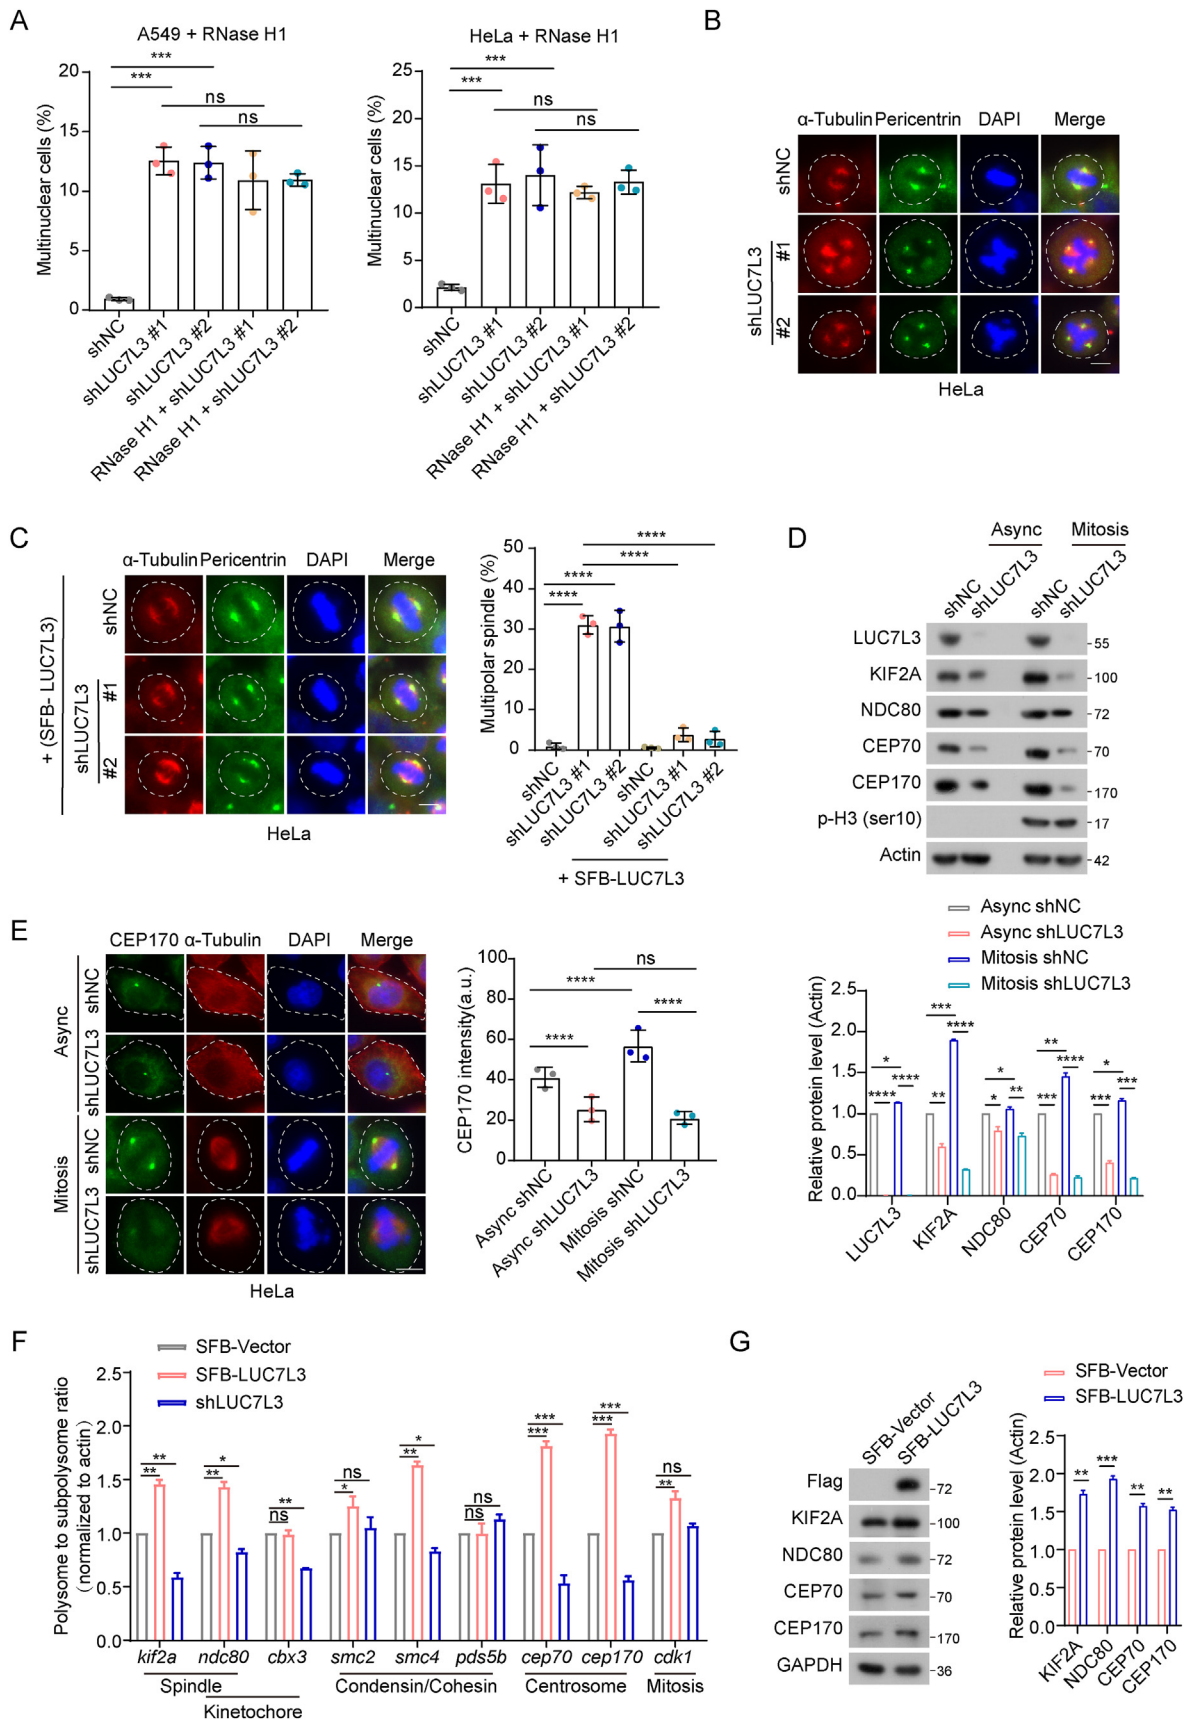 A
A549 + RNase H1
***
***
ns
ns
Multinuclear cells (%)
20
15
10
5
0
shNC
shLUC7L3 #1
shLUC7L3 #2
RNase H1 + shLUC7L3 #1
RNase H1 + shLUC7L3 #2
HeLa + RNase H1
***
***
ns
ns
Multinuclear cells (%)
25
20
15
10
5
0
shNC
shLUC7L3 #1
shLUC7L3 #2
RNase H1 + shLUC7L3 #1
RNase H1 + shLUC7L3 #2
B
α-Tubulin Pericentrin DAPI Merge
shNC
shLUC7L3
#1
#2
HeLa
C
α-Tubulin Pericentrin DAPI Merge
+ (SFB- LUC7L3)
shNC
shLUC7L3
#1
#2
HeLa
****
****
****
****
Multipolar spindle (%)
50
40
30
20
10
0
shNC
shLUC7L3 #1
shLUC7L3 #2
shNC
shLUC7L3 #1
shLUC7L3 #2
+ SFB-LUC7L3
D
Async Mitosis
shNC
shLUC7L3
shNC
shLUC7L3
LUC7L3 -55
KIF2A -100
NDC80 -72
CEP70 -70
CEP170 -170
p-H3 (ser10) -17
Actin -42
Async shNC
Async shLUC7L3
Mitosis shNC
Mitosis shLUC7L3
Relative protein level (Actin)
2.5
2.0
1.5
1.0
0.5
0.0
* **** ****
*** ** ****
* * **
** *** ****
* *** ***
LUC7L3
KIF2A
NDC80
CEP70
CEP170
E
CEP170 α-Tubulin DAPI Merge
Async
shNC
shLUC7L3
Mitosis
shNC
shLUC7L3
HeLa
ns
****
****
****
CEP170 intensity(a.u.)
100
80
60
40
20
0
Async shNC
Async shLUC7L3
Mitosis shNC
Mitosis shLUC7L3
F
SFB-Vector
SFB-LUC7L3
shLUC7L3
Polysome to subpolysome ratio
(normalized to actin)
2.5
2.0
1.5
1.0
0.5
0.0
** **
* **
** ns
ns *
* **
ns ns
*** ***
*** ***
ns **
kif2a ndc80 cbx3 smc2 smc4 pds5b cep70 cep170 cdk1
Spindle Condensin/Cohesin Centrosome Mitosis
Kinetochore
G
SFB-Vector
SFB-LUC7L3
Flag -72
KIF2A -100
NDC80 -72
CEP70 -70
CEP170 -170
GAPDH -36
SFB-Vector
SFB-LUC7L3
Relative protein level (Actin)
2.5
2.0
1.5
1.0
0.5
0.0
** *** ** **
KIF2A
NDC80
CEP70
CEP170